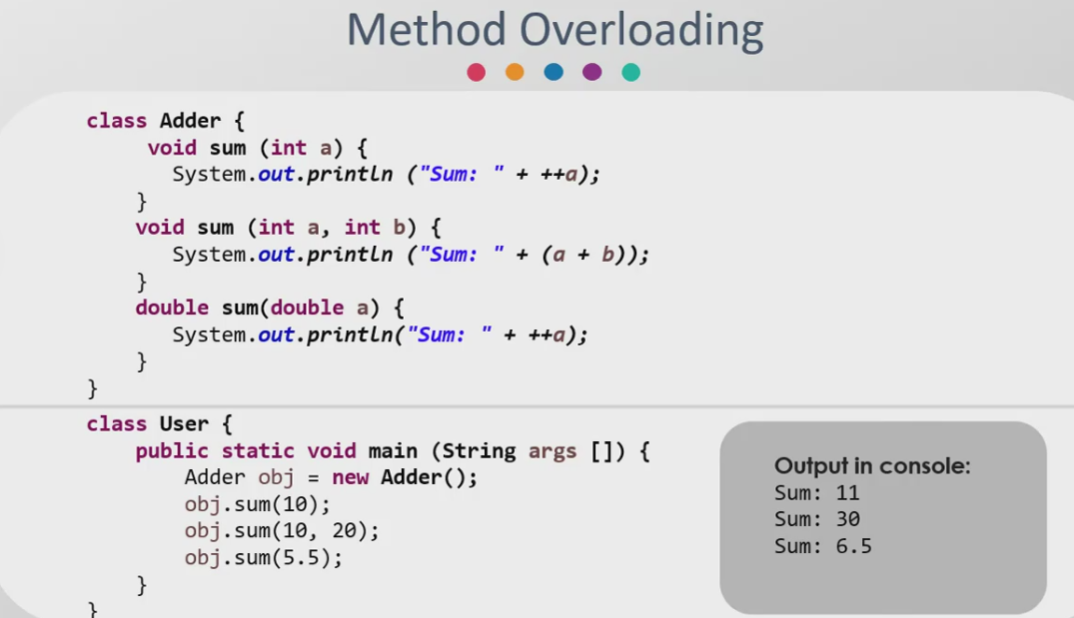 Method Overloading
class Adder {
void sum (int a) {
System.out.println ("Sum: " + ++a);
}
void sum (int a, int b) {
System.out.println ("Sum: " + (a + b));
}
double sum(double a) {
System.out.println("Sum: " + ++a);
}
}
class User {
public static void main (String args []) {
Adder obj = new Adder();
obj.sum(10);
obj.sum(10, 20);
obj.sum(5.5);
}
}
Output in console:
Sum: 11
Sum: 30
Sum: 6.5